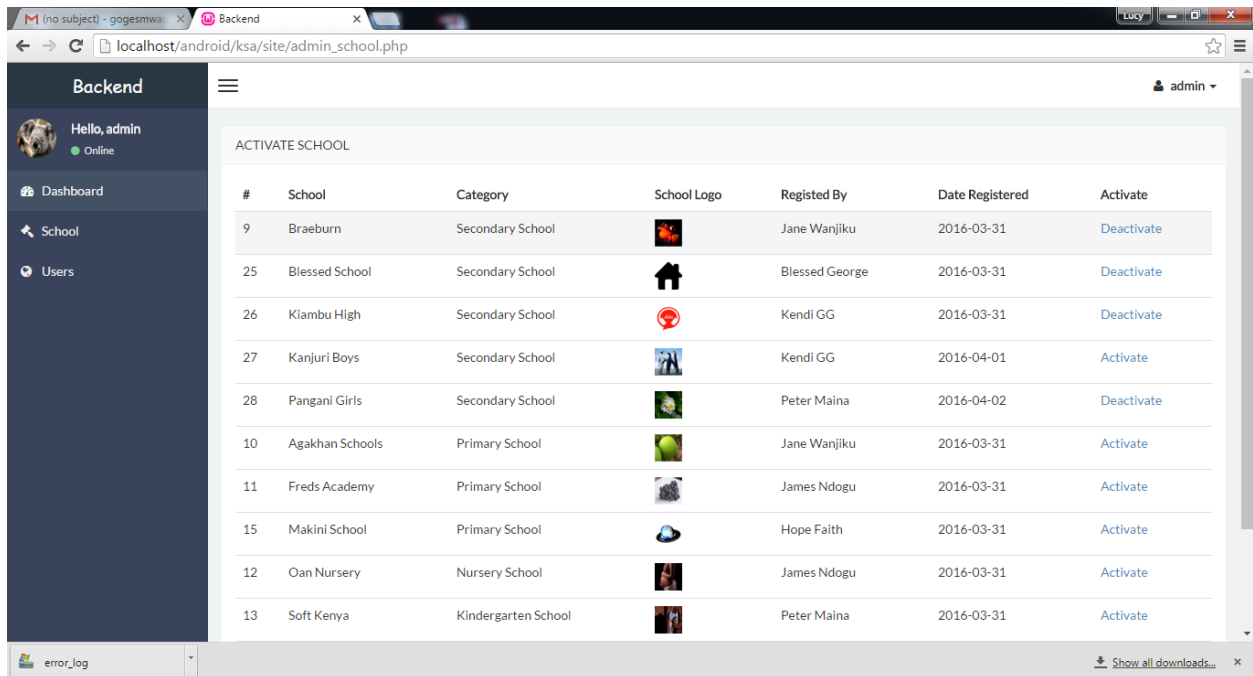 (no subject) - gogesmwau
Backend
Lucy
localhost/android/ksa/site/admin_school.php
Backend
admin
Hello, admin
Online
Dashboard
School
Users
ACTIVATE SCHOOL
# School Category School Logo Registed By Date Registered Activate
9 Braeburn Secondary School Jane Wanjiku 2016-03-31 Deactivate
25 Blessed School Secondary School Blessed George 2016-03-31 Deactivate
26 Kiambu High Secondary School Kendi GG 2016-03-31 Deactivate
27 Kanjuri Boys Secondary School Kendi GG 2016-04-01 Activate
28 Pangani Girls Secondary School Peter Maina 2016-04-02 Deactivate
10 Agakhan Schools Primary School Jane Wanjiku 2016-03-31 Activate
11 Freds Academy Primary School James Ndogu 2016-03-31 Activate
15 Makini School Primary School Hope Faith 2016-03-31 Activate
12 Oan Nursery Nursery School James Ndogu 2016-03-31 Activate
13 Soft Kenya Kindergarten School Peter Maina 2016-03-31 Activate
error_log
Show all downloads...